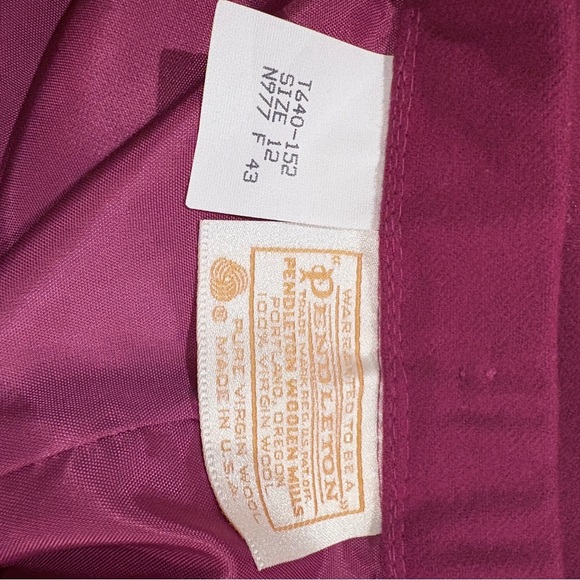 T640-152
SIZE 12
N977 F 43
WARRANTED TO BE A
"PENDLETON"
TRADE MARK REG. U.S. PAT. OFF.
PENDLETON WOOLEN MILLS
PORTLAND, OREGON
100% VIRGIN WOOL
PURE VIRGIN WOOL
® MADE IN U.S.A.